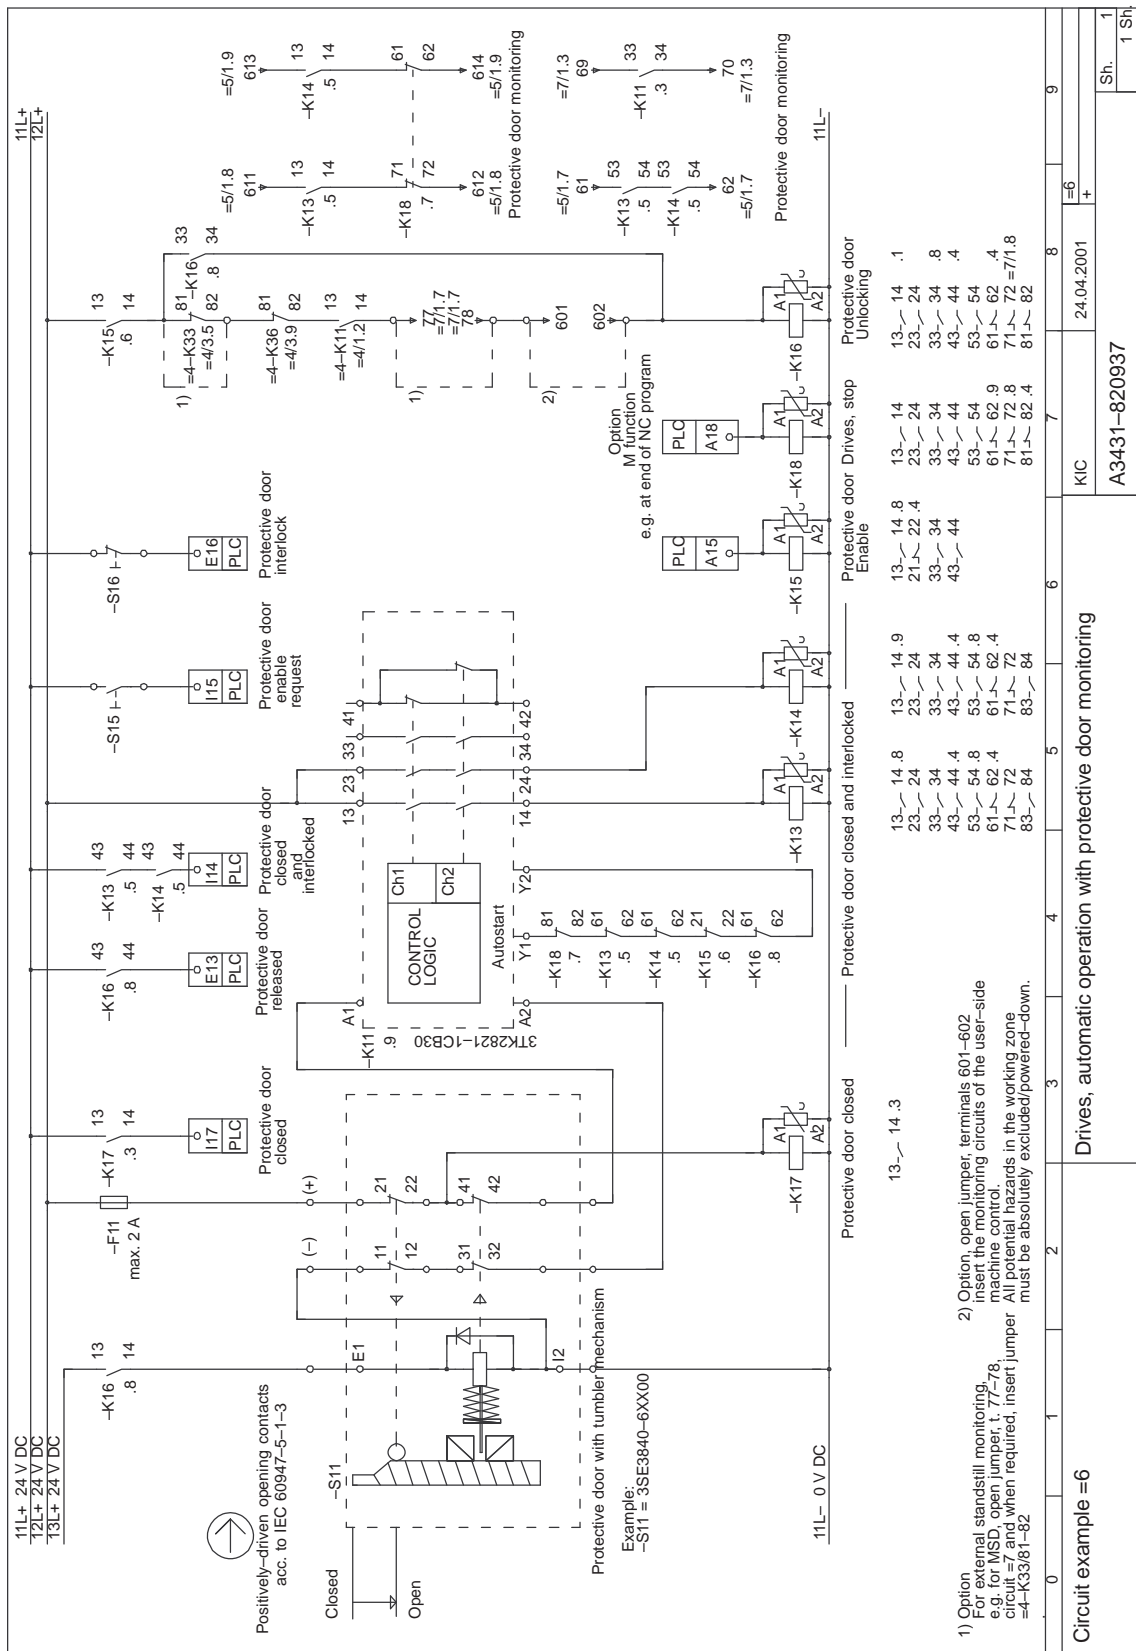 11L+ 24 V DC
12L+ 24 V DC
13L+ 24 V DC
11L+
12L+
Positively–driven opening contacts
acc. to IEC 60947–5–1–3
–K16
13
14
.8
–F11
max. 2 A
(–)
(+)
–K17
13
14
.3
I17
PLC
Protective door
closed
–K16
43
44
.8
E13
PLC
Protective door
released
–K13
43
44
.5
–K14
43
44
.5
I14
PLC
Protective door
closed
and
interlocked
–S15
I15
PLC
Protective door
enable
request
–S16
E16
PLC
Protective door
interlock
–K15
13
14
.6
1)
=4–K33
=4/3.5
81
82
–K16
33
34
.8
=4–K36
=4/3.9
81
82
=4–K11
=4/1.2
13
14
1)
77
=7/1.7
=7/1.7
78
2)
601
602
Option
M function
e.g. at end of NC program
=5/1.8
611
–K13
13
14
.5
–K18
71
72
.7
612
=5/1.8
=5/1.9
613
–K14
13
14
.5
61
62
614
=5/1.9
Protective door monitoring
=5/1.7
61
–K13
53
54
.5
–K14
53
54
.5
62
=5/1.7
=7/1.3
69
–K11
33
34
.3
70
=7/1.3
Protective door monitoring
Closed
Open
–S11
E1
I2
11
12
21
22
31
32
41
42
Protective door with tumbler mechanism
Example:
–S11 = 3SE3840–6XX00
–K11
.9
3TK2821–1CB30
A1
A2
CONTROL
LOGIC
Ch1
Ch2
Autostart
Y1
Y2
13
23
33
41
14
24
34
42
–K18
81
82
.7
–K13
61
62
.5
–K14
61
62
.5
–K15
21
22
.6
–K16
61
62
.8
PLC
A15
PLC
A18
11L– 0 V DC
11L–
–K17
A1
A2
U
–K13
A1
A2
U
–K14
A1
A2
U
–K15
A1
A2
U
–K18
A1
A2
U
–K16
A1
A2
U
Protective door closed
Protective door closed and interlocked
Protective door
Enable
Drives, stop
Protective door
Unlocking
13 14 .3
13 14 .8
23 24
33 34
43 44 .4
53 54 .8
61 62 .4
71 72
83 84
13 14 .9
23 24
33 34
43 44 .4
53 54 .8
61 62 .4
71 72
83 84
13 14 .8
21 22 .4
33 34
43 44
13 14
23 24
33 34
43 44
53 54
61 62 .9
71 72 .8
81 82 .4
13 14 .1
23 24
33 34 .8
43 44 .4
53 54
61 62 .4
71 72 =7/1.8
81 82
1) Option
For external standstill monitoring,
e.g. for MSD, open jumper, t. 77–78,
circuit =7 and when required, insert jumper
=4–K33/81–82
2) Option, open jumper, terminals 601–602
insert the monitoring circuits of the user–side
machine control.
All potential hazards in the working zone
must be absolutely excluded/powered–down.
0 1 2 3 4 5 6 7 8 9
Circuit example =6
Drives, automatic operation with protective door monitoring
KIC
24.04.2001
=6
+
A3431–820937
Sh. 1
1 Sh.